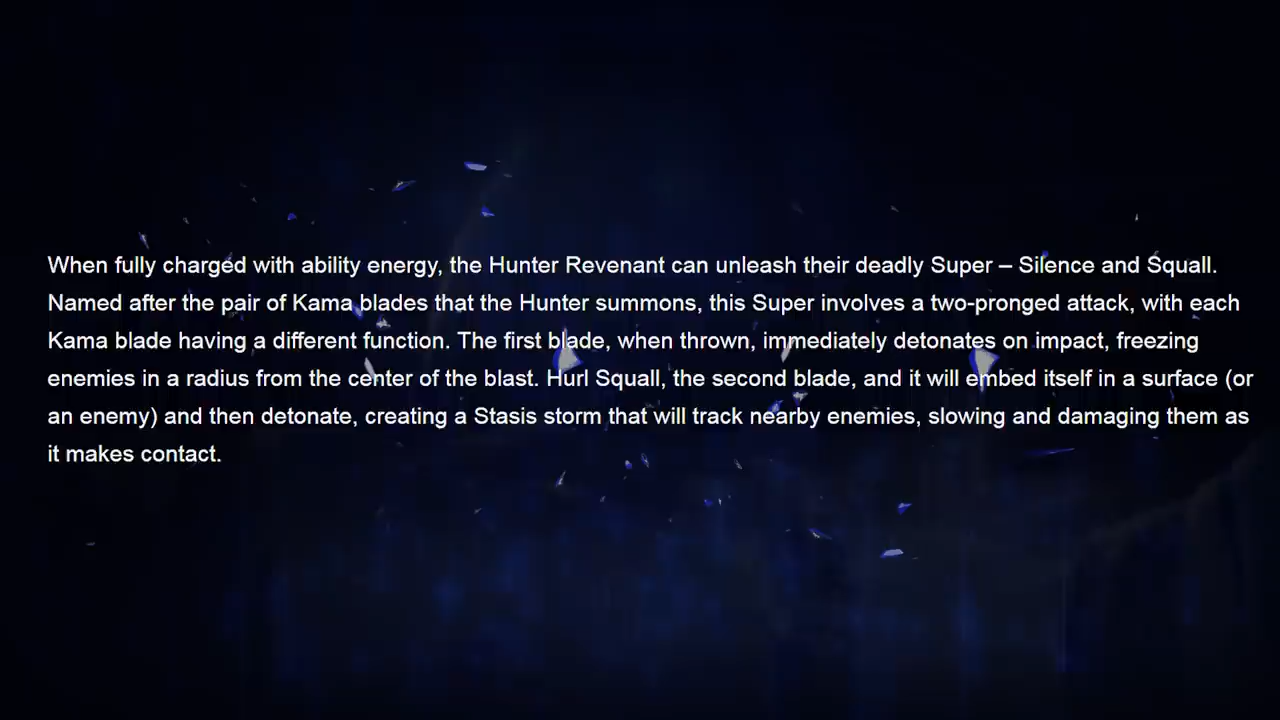 When fully charged with ability energy, the Hunter Revenant can unleash their deadly Super – Silence and Squall.
Named after the pair of Kama blades that the Hunter summons, this Super involves a two-pronged attack, with each
Kama blade having a different function. The first blade, when thrown, immediately detonates on impact, freezing
enemies in a radius from the center of the blast. Hurl Squall, the second blade, and it will embed itself in a surface (or
an enemy) and then detonate, creating a Stasis storm that will track nearby enemies, slowing and damaging them as
it makes contact.